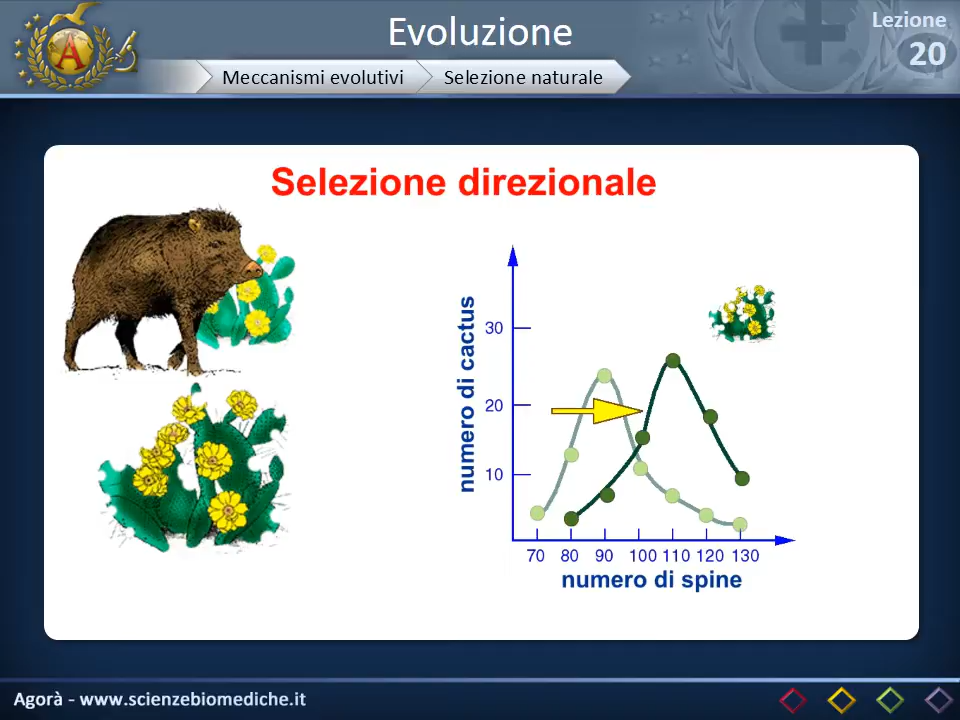 Evoluzione
Lezione
20
A
Meccanismi evolutivi
Selezione naturale
Selezione direzionale
numero di cactus
30
20
10
70 80 90 100 110 120 130
numero di spine
Agorà - www.scienzebiomediche.it